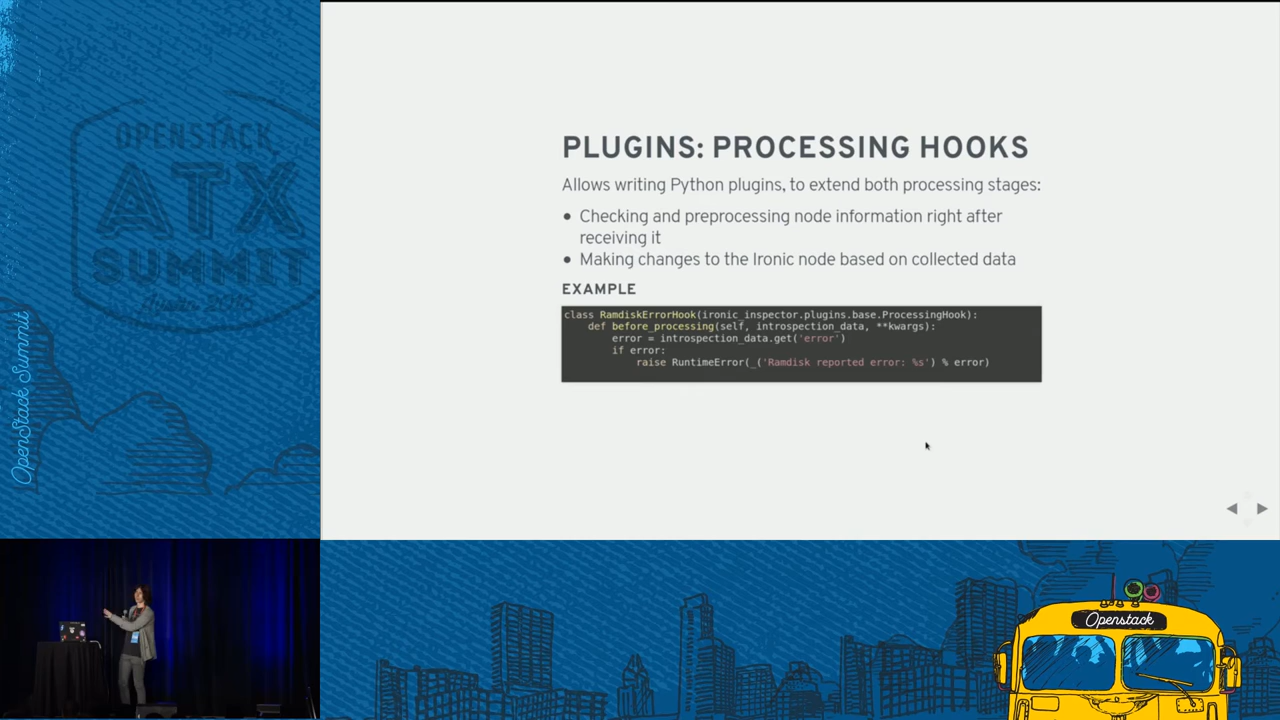 OPENSTACK
ATX
SUMMIT
Austin 2016
OpenStack Summit
PLUGINS: PROCESSING HOOKS
Allows writing Python plugins, to extend both processing stages:
• Checking and preprocessing node information right after
receiving it
• Making changes to the Ironic node based on collected data
EXAMPLE
class RamdiskErrorHook(ironic_inspector.plugins.base.ProcessingHook):
    def before_processing(self, introspection_data, **kwargs):
        error = introspection_data.get('error')
        if error:
            raise RuntimeError(_('Ramdisk reported error: %s') % error)
Openstack